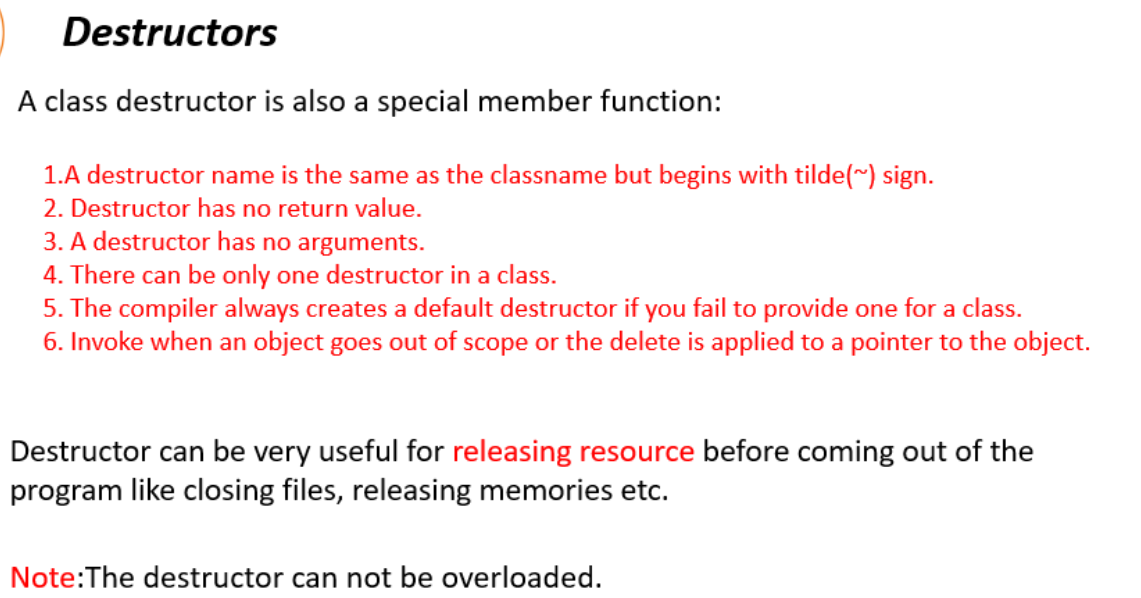 Destructors
A class destructor is also a special member function:
1.A destructor name is the same as the classname but begins with tilde(~) sign.
2. Destructor has no return value.
3. A destructor has no arguments.
4. There can be only one destructor in a class.
5. The compiler always creates a default destructor if you fail to provide one for a class.
6. Invoke when an object goes out of scope or the delete is applied to a pointer to the object.
Destructor can be very useful for releasing resource before coming out of the
program like closing files, releasing memories etc.
Note:The destructor can not be overloaded.